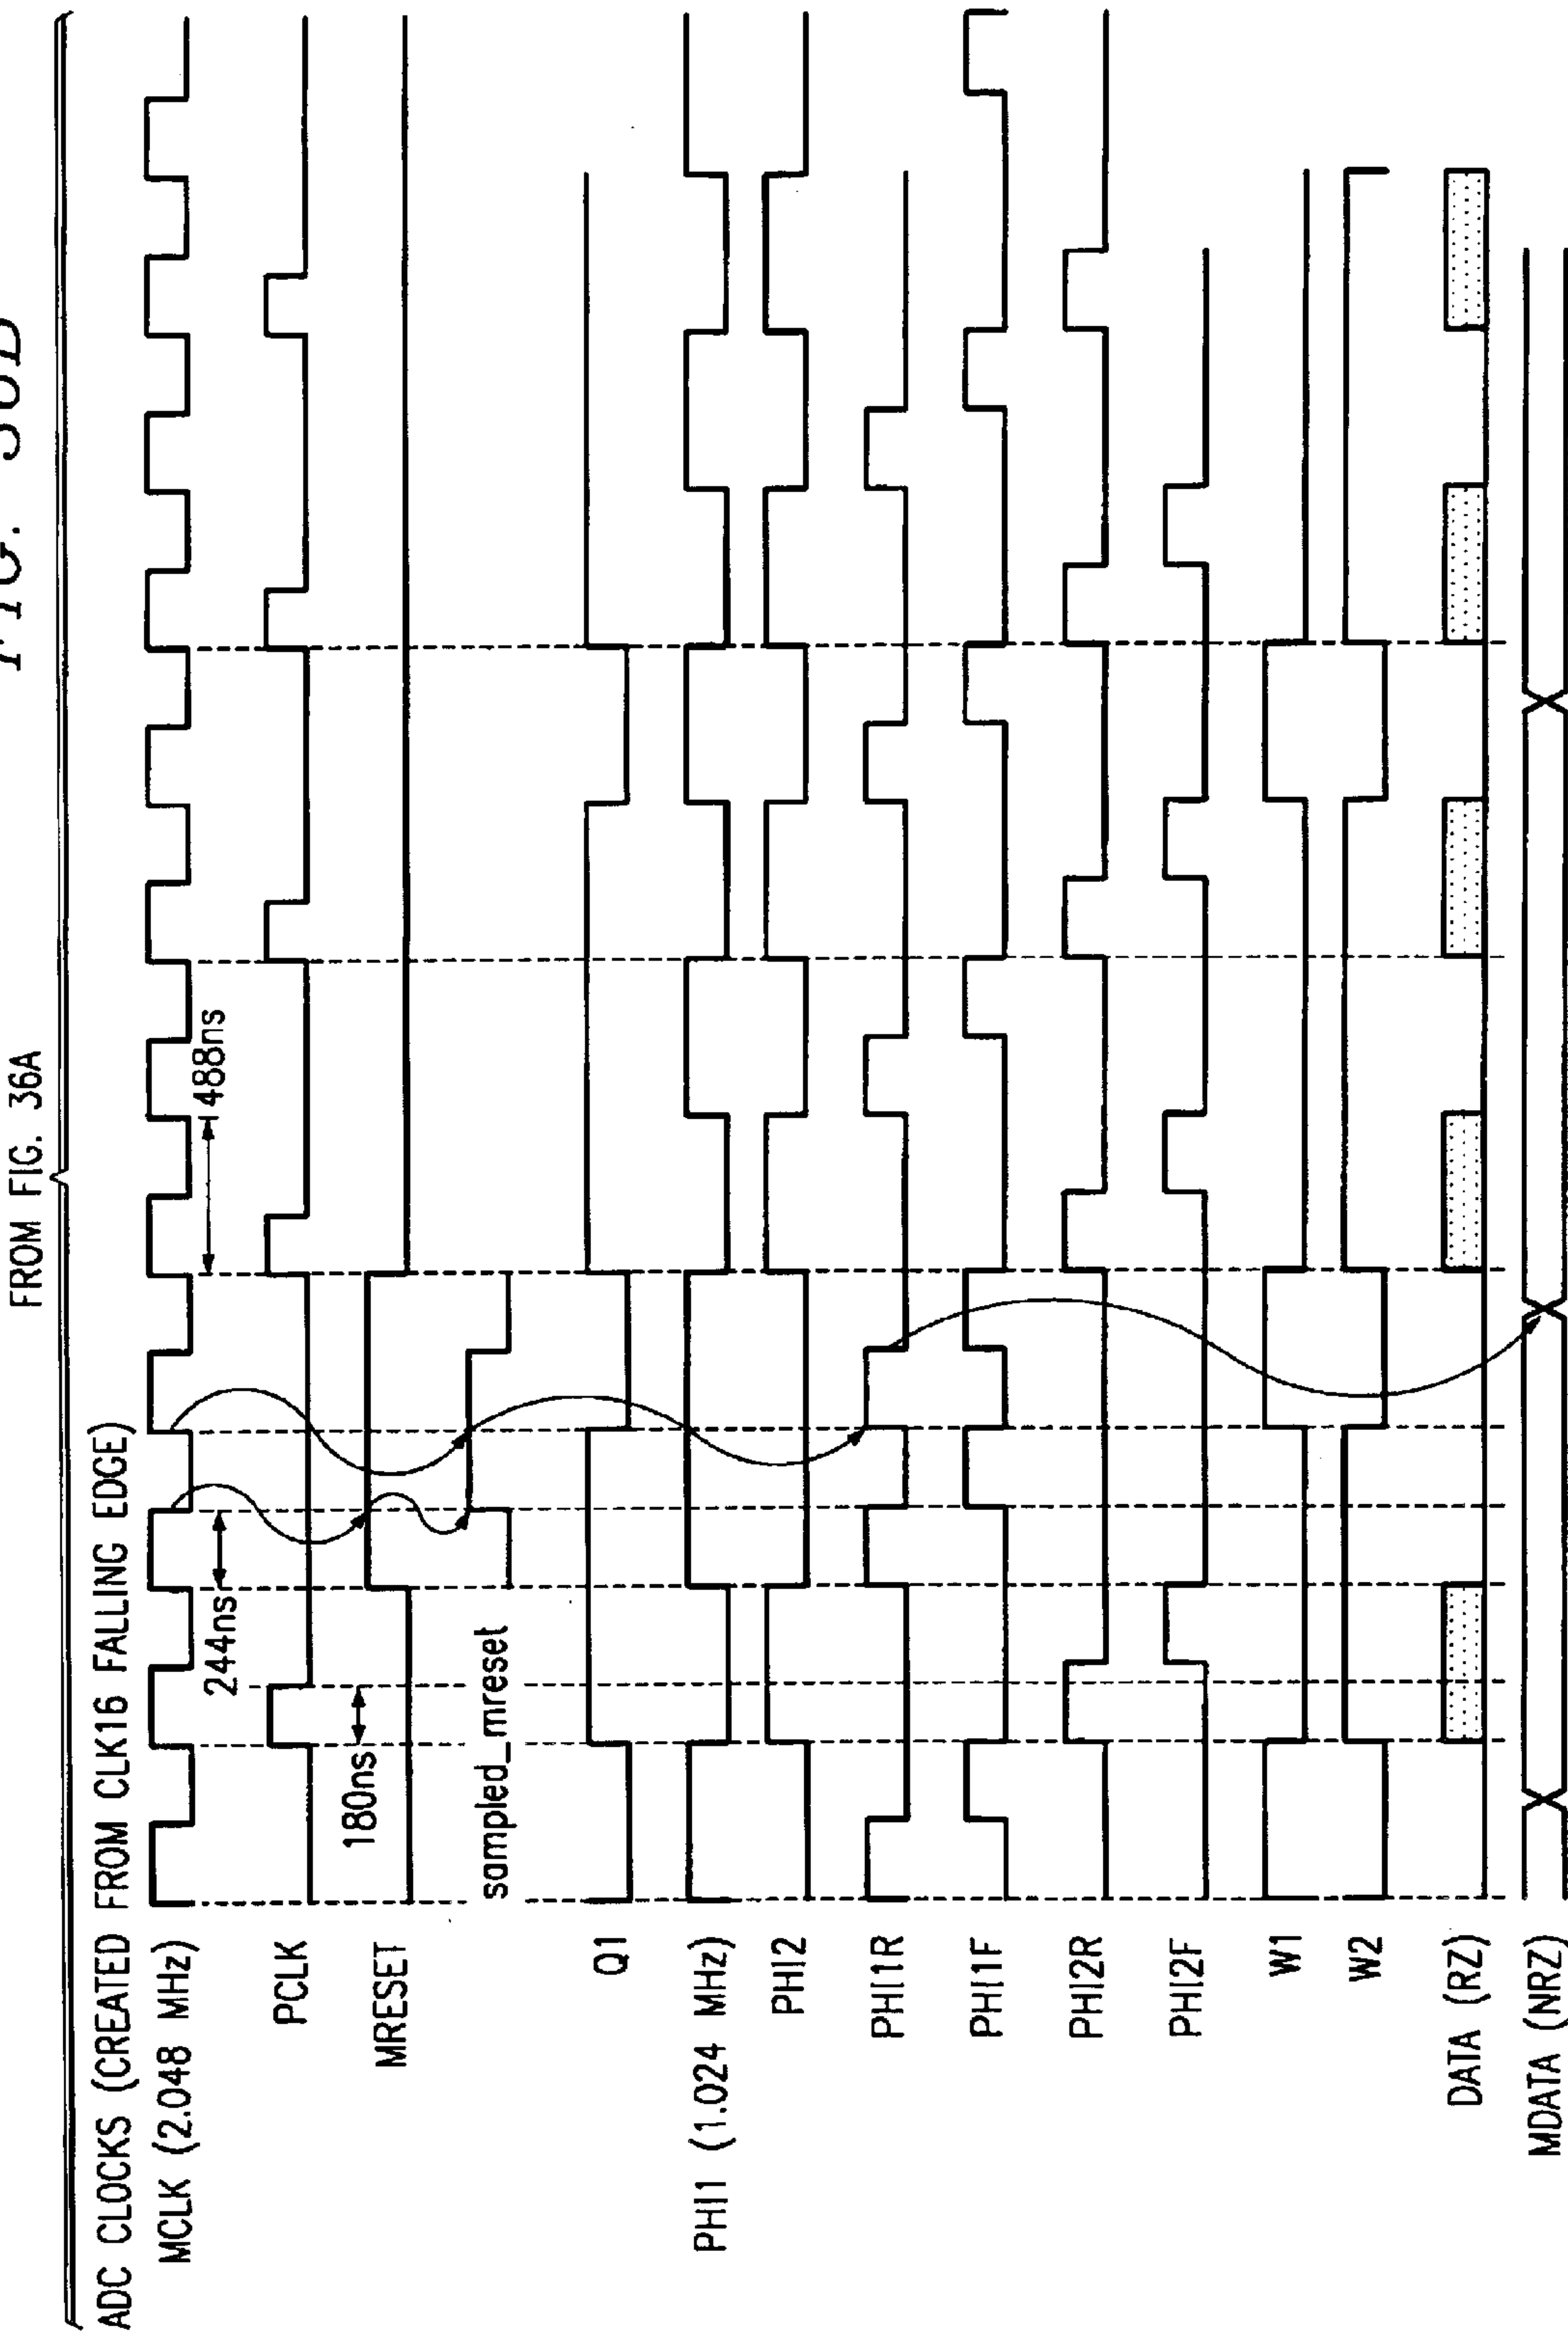 FROM FIG. 36A
ADC CLOCKS (CREATED FROM CLK16 FALLING EDGE)
MCLK (2.048 MHz)
244ns
488ns
PCLK
180ns
MRESET
sampled_mreset
Q1
PHI1 (1.024 MHz)
PHI2
PHI1R
PHI1F
PHI2R
PHI2F
W1
W2
DATA (RZ)
MDATA (NRZ)